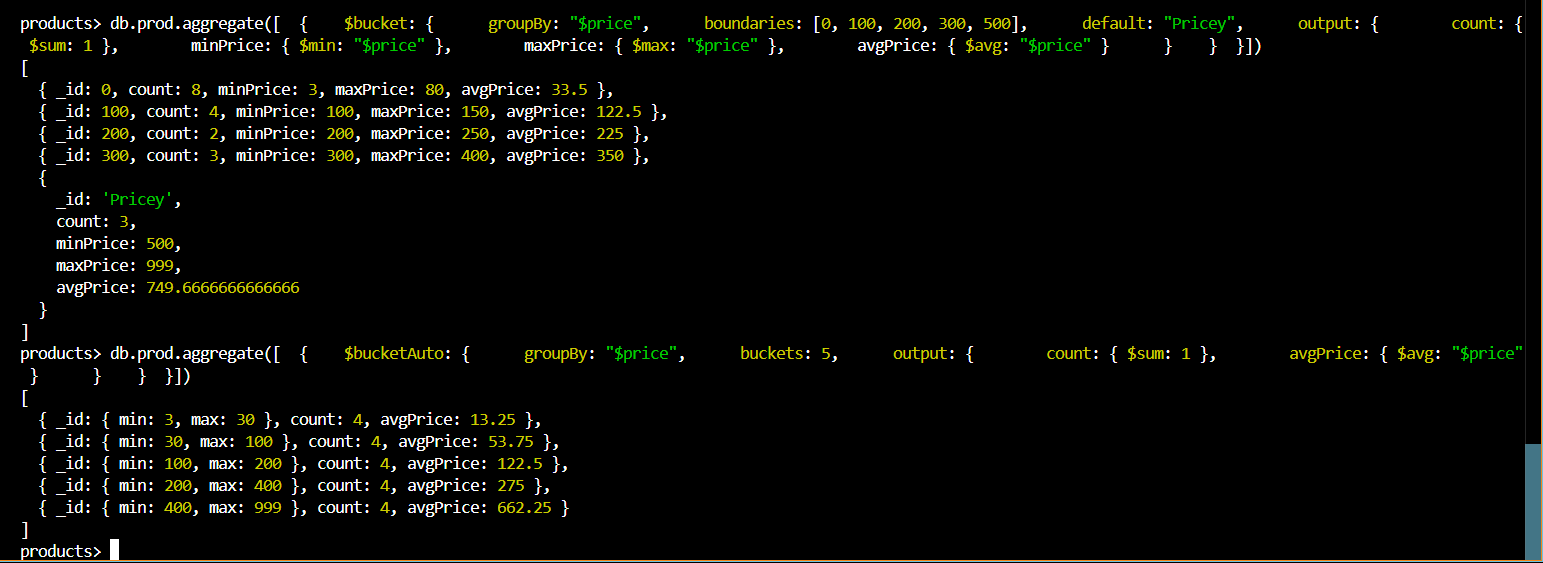 products> db.prod.aggregate([  {    $bucket: {      groupBy: "$price",      boundaries: [0, 100, 200, 300, 500],      default: "Pricey",      output: {        count: {
 $sum: 1 },        minPrice: { $min: "$price" },        maxPrice: { $max: "$price" },        avgPrice: { $avg: "$price" }      }    }  }])
[
  { _id: 0, count: 8, minPrice: 3, maxPrice: 80, avgPrice: 33.5 },
  { _id: 100, count: 4, minPrice: 100, maxPrice: 150, avgPrice: 122.5 },
  { _id: 200, count: 2, minPrice: 200, maxPrice: 250, avgPrice: 225 },
  { _id: 300, count: 3, minPrice: 300, maxPrice: 400, avgPrice: 350 },
  {
    _id: 'Pricey',
    count: 3,
    minPrice: 500,
    maxPrice: 999,
    avgPrice: 749.6666666666666
  }
]
products> db.prod.aggregate([  {    $bucketAuto: {      groupBy: "$price",      buckets: 5,      output: {        count: { $sum: 1 },        avgPrice: { $avg: "$price"
 }      }    }  }])
[
  { _id: { min: 3, max: 30 }, count: 4, avgPrice: 13.25 },
  { _id: { min: 30, max: 100 }, count: 4, avgPrice: 53.75 },
  { _id: { min: 100, max: 200 }, count: 4, avgPrice: 122.5 },
  { _id: { min: 200, max: 400 }, count: 4, avgPrice: 275 },
  { _id: { min: 400, max: 999 }, count: 4, avgPrice: 662.25 }
]
products>